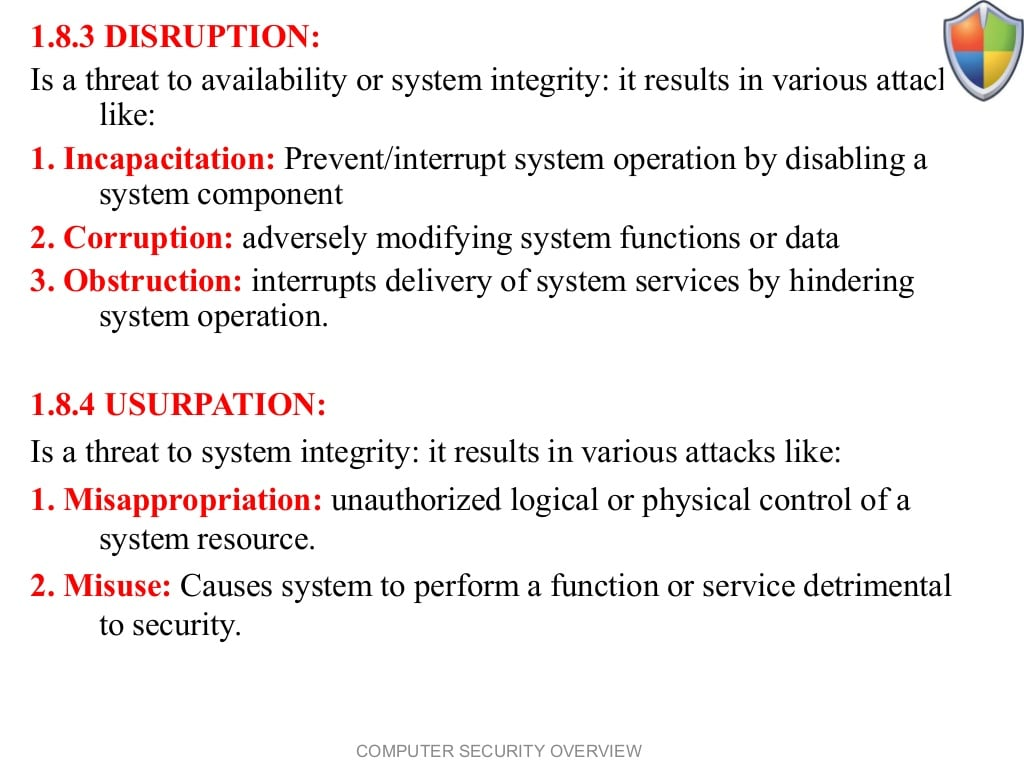 1.8.3 DISRUPTION:
Is a threat to availability or system integrity: it results in various
like:
1. Incapacitation: Prevent/interrupt system operation by disabling a
system component
2. Corruption: adversely modifying system functions or data
3. Obstruction: interrupts delivery of system services by hindering
system operation.
1.8.4 USURPATION:
Is a threat to system integrity: it results in various attacks like:
1. Misappropriation: unauthorized logical or physical control of a
system resource.
2. Misuse: Causes system to perform a function or service detrimental
to security.
COMPUTER SECURITY OVERVIEW